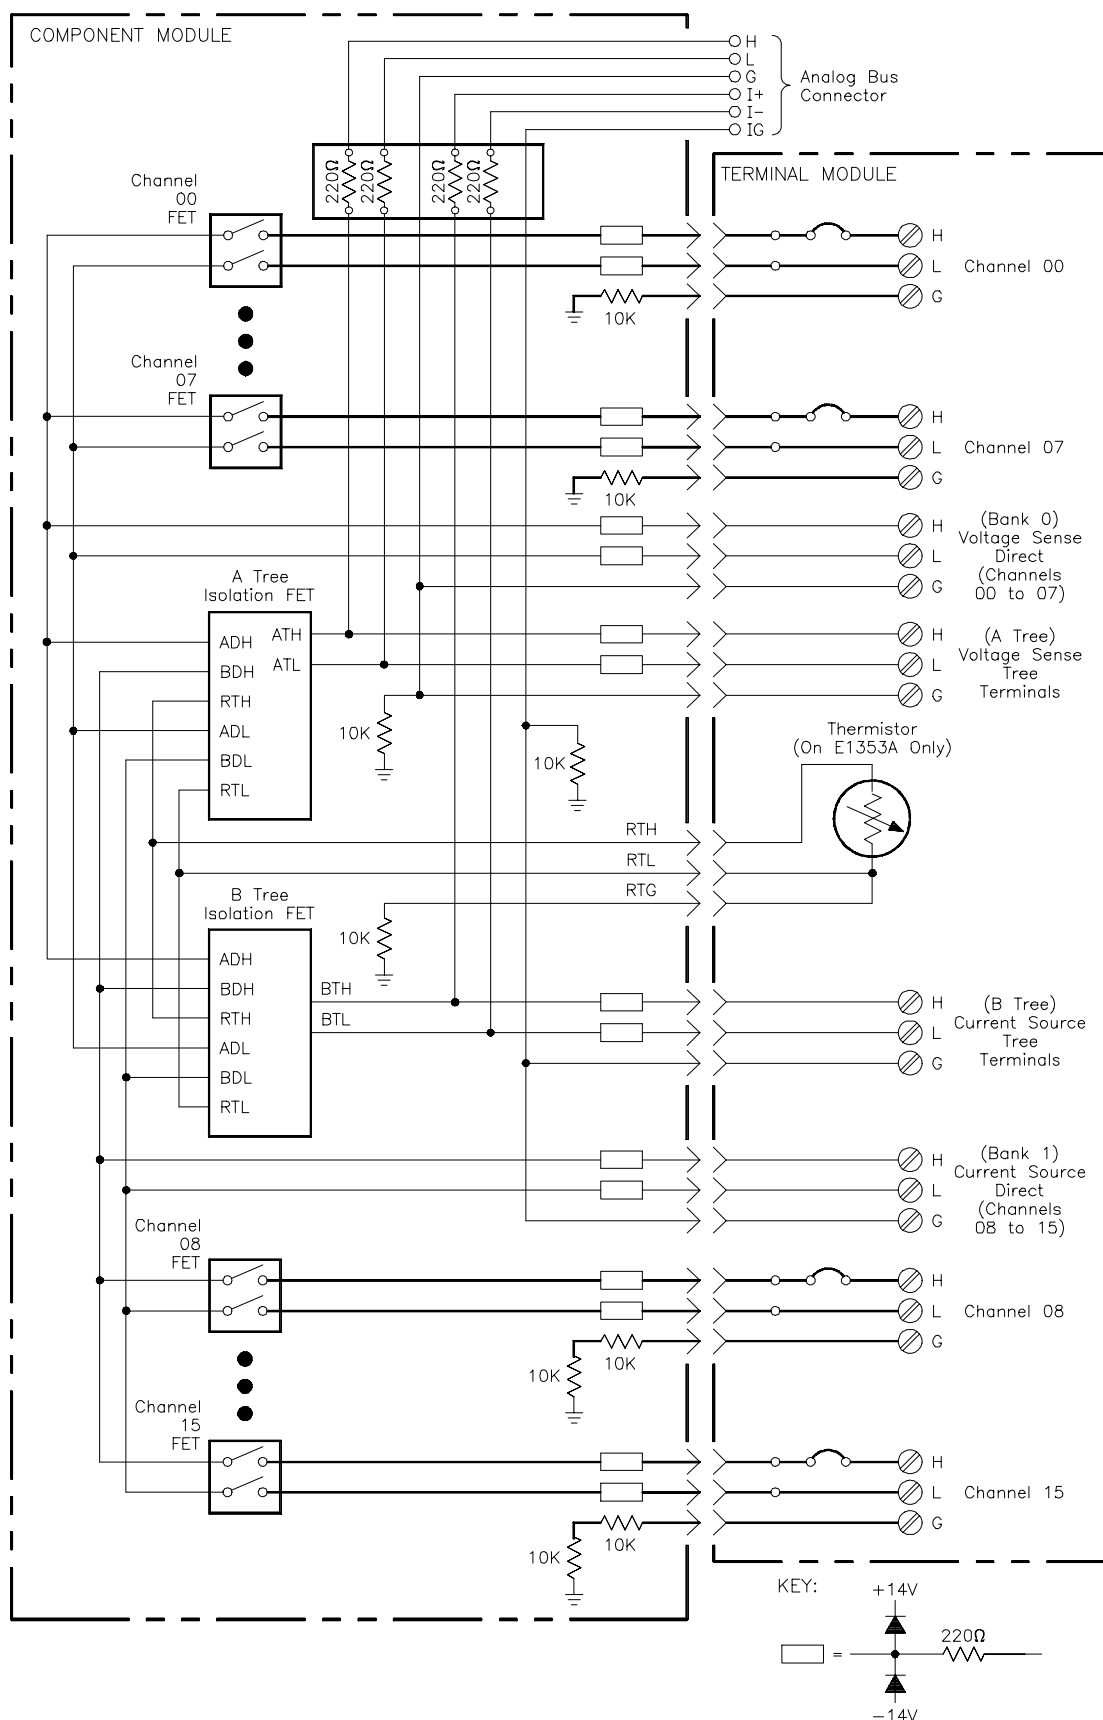 COMPONENT MODULE
H
L
G
I+
I−
IG
Analog Bus
Connector
220Ω
220Ω
220Ω
220Ω
TERMINAL MODULE
Channel
00
FET
H
L Channel 00
G
10K
Channel
07
FET
H
L Channel 07
G
10K
H
L
G
(Bank 0)
Voltage Sense
Direct
(Channels
00 to 07)
A Tree
Isolation FET
ADH
BDH
RTH
ADL
BDL
RTL
ATH
ATL
H
L
G
(A Tree)
Voltage Sense
Tree
Terminals
10K
10K
Thermistor
(On E1353A Only)
RTH
RTL
RTG
10K
B Tree
Isolation FET
ADH
BDH
RTH
ADL
BDL
RTL
BTH
BTL
H
L
G
(B Tree)
Current Source
Tree
Terminals
H
L
G
(Bank 1)
Current Source
Direct
(Channels
08 to 15)
Channel
08
FET
H
L Channel 08
G
10K
10K
Channel
15
FET
H
L Channel 15
G
10K
10K
KEY:
+14V
=
220Ω
−14V